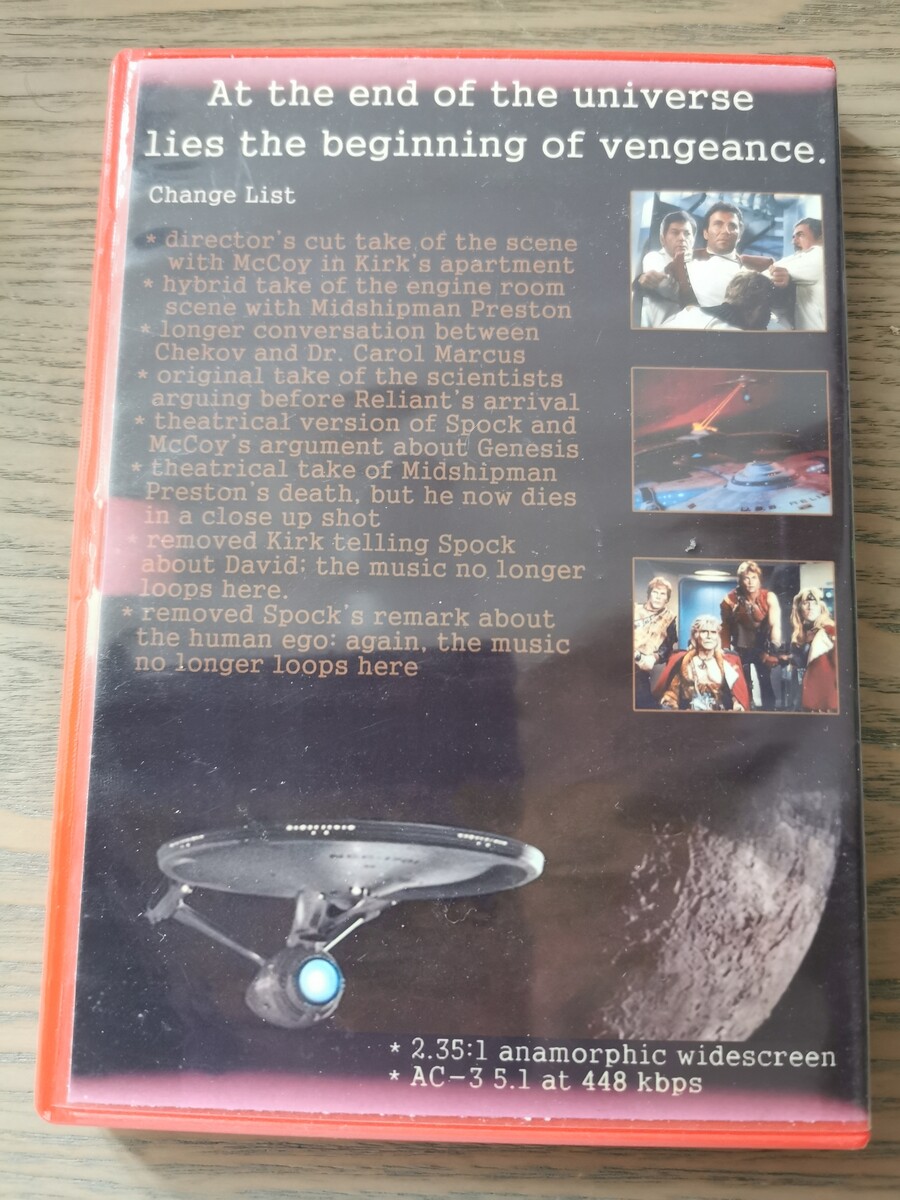 At the end of the universe
lies the beginning of vengeance.
Change List
* director's cut take of the scene
with McCoy in Kirk's apartment
* hybrid take of the engine room
scene with Midshipman Preston
* longer conversation between
Chekov and Dr. Carol Marcus
* original take of the scientists
arguing before Reliant's arrival
* theatrical version of Spock and
McCoy's argument about Genesis
* theatrical take of Midshipman
Preston's death, but he now dies
in a close up shot
* removed Kirk telling Spock
about David: the music no longer
loops here.
* removed Spock's remark about
the human ego: again, the music
no longer loops here
* 2.35:1 anamorphic widescreen
* AC-3 5.1 at 448 kbps